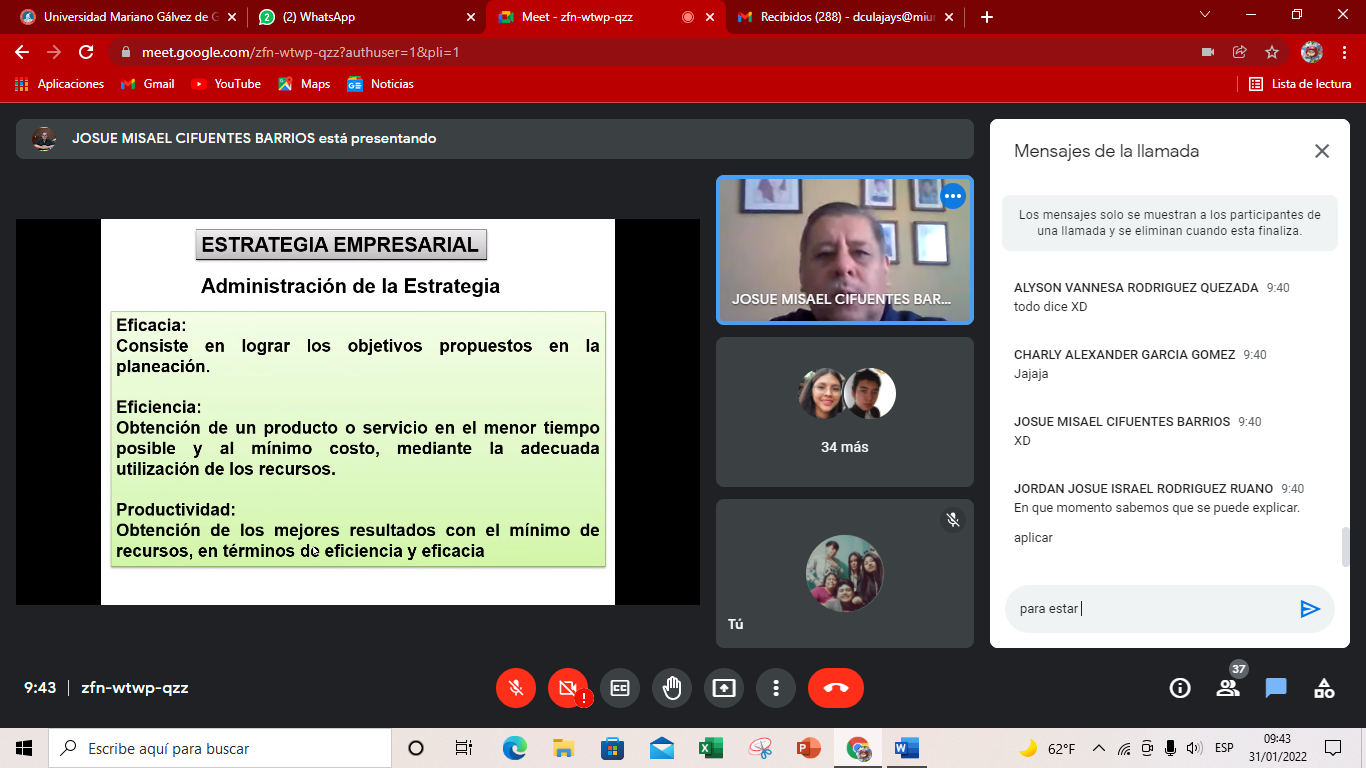 Universidad Mariano Gálvez de G
(2) WhatsApp
Meet - zfn-wtwp-qzz
Recibidos (288) - dculajays@miu
meet.google.com/zfn-wtwp-qzz?authuser=1&pli=1
Aplicaciones
Gmail
YouTube
Maps
Noticias
Lista de lectura
JOSUE MISAEL CIFUENTES BARRIOS está presentando
ESTRATEGIA EMPRESARIAL
Administración de la Estrategia
Eficacia:
Consiste en lograr los objetivos propuestos en la
planeación.
Eficiencia:
Obtención de un producto o servicio en el menor tiempo
posible y al mínimo costo, mediante la adecuada
utilización de los recursos.
Productividad:
Obtención de los mejores resultados con el mínimo de
recursos, en términos de eficiencia y eficacia
JOSUE MISAEL CIFUENTES BAR...
34 más
Tú
Mensajes de la llamada
Los mensajes solo se muestran a los participantes de
una llamada y se eliminan cuando esta finaliza.
ALYSON VANNESA RODRIGUEZ QUEZADA 9:40
todo dice XD
CHARLY ALEXANDER GARCIA GOMEZ 9:40
Jajaja
JOSUE MISAEL CIFUENTES BARRIOS 9:40
XD
JORDAN JOSUE ISRAEL RODRIGUEZ RUANO 9:40
En que momento sabemos que se puede explicar.
aplicar
para estar
9:43 | zfn-wtwp-qzz
37
Escribe aquí para buscar
62°F
ESP
09:43
31/01/2022